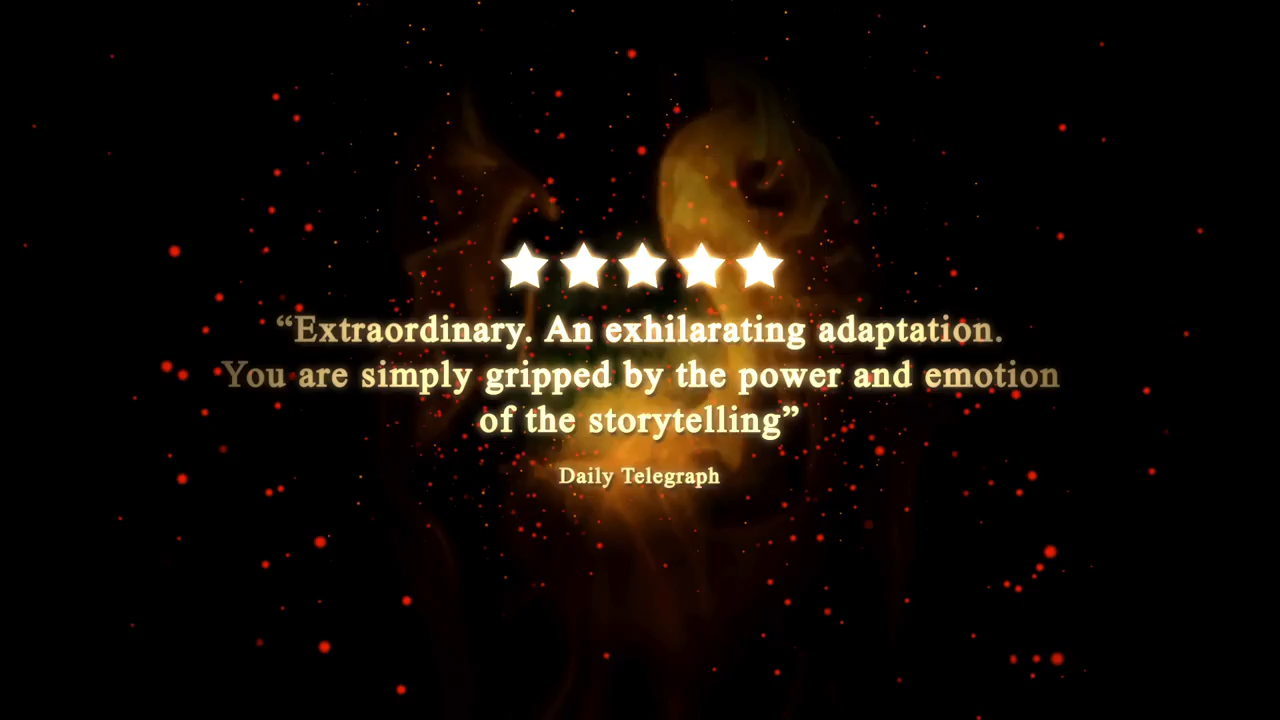 “Extraordinary. An exhilarating adaptation.
You are simply gripped by the power and emotion
of the storytelling”
Daily Telegraph